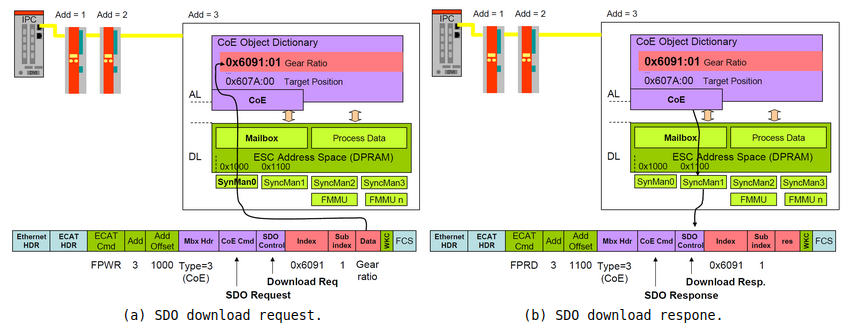 IPC
Add = 1
Add = 2
Add = 3
CoE Object Dictionary
0x6091:01 Gear Ratio
0x607A:00 Target Position
AL
CoE
Mailbox
Process Data
DL
ESC Address Space (DPRAM)
0x1000 0x1100
SynMan0
SyncMan1
SyncMan2
SyncMan3
FMMU
FMMU n
Ethernet HDR
ECAT HDR
ECAT Cmd
Add
Add Offset
Mbx Hdr
CoE Cmd
SDO Control
Index
Sub index
Data
WKC
FCS
FPWR 3 1000 Type=3 (CoE) 0x6091 1 Gear ratio
Download Req
SDO Request
(a) SDO download request.
IPC
Add = 1
Add = 2
Add = 3
CoE Object Dictionary
0x6091:01 Gear Ratio
0x607A:00 Target Position
AL
CoE
Mailbox
Process Data
DL
ESC Address Space (DPRAM)
0x1000 0x1100
SynMan0
SyncMan1
SyncMan2
SyncMan3
FMMU
FMMU n
Ethernet HDR
ECAT HDR
ECAT Cmd
Add
Add Offset
Mbx Hdr
CoE Cmd
SDO Control
Index
Sub index
res
WKC
FCS
FPRD 3 1100 Type=3 (CoE) 0x6091 1
Download Resp.
SDO Response
(b) SDO download respone.